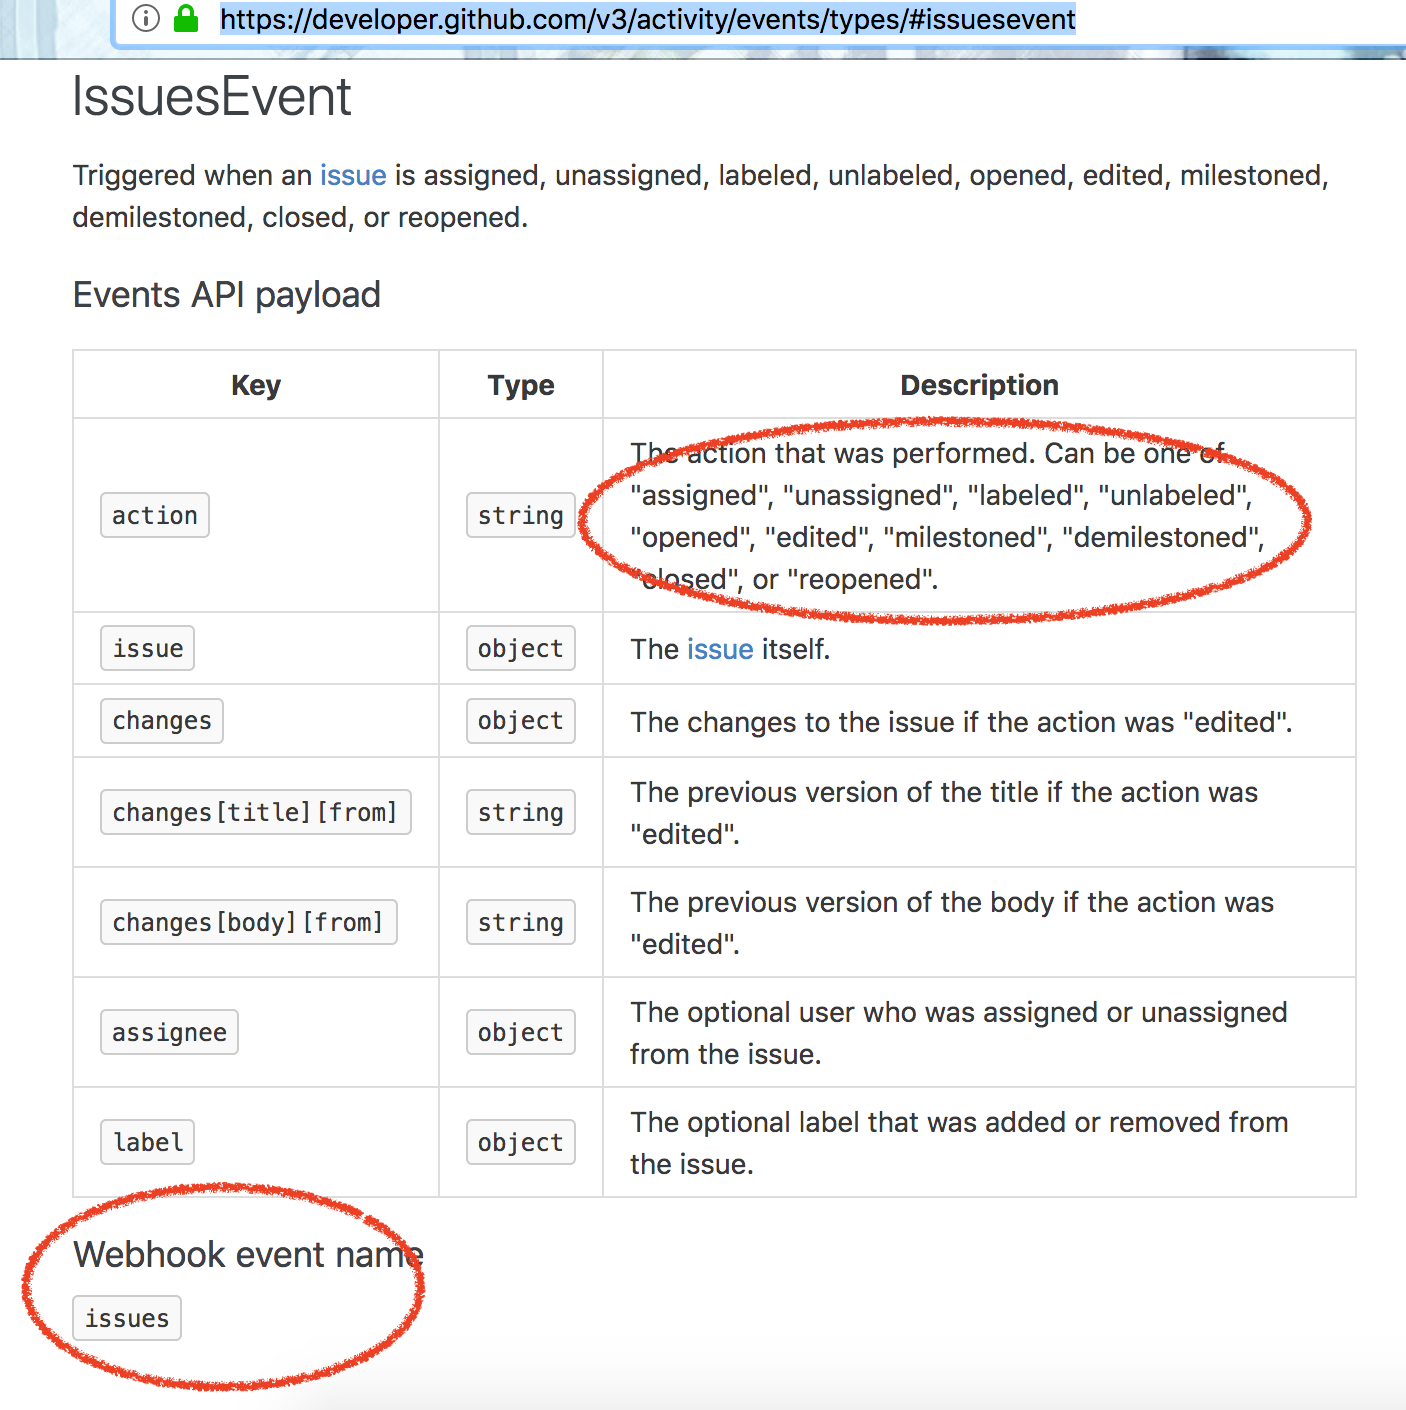 https://developer.github.com/v3/activity/events/types/#issuesevent
IssuesEvent
Triggered when an issue is assigned, unassigned, labeled, unlabeled, opened, edited, milestoned,
demilestoned, closed, or reopened.
Events API payload
Key Type Description
The action that was performed. Can be one of
"assigned", "unassigned", "labeled", "unlabeled",
action string
"opened", "edited", "milestoned", "demilestoned",
"closed", or "reopened".
issue object The issue itself.
changes object The changes to the issue if the action was "edited".
changes[title][from] string The previous version of the title if the action was
"edited".
changes[body][from] string The previous version of the body if the action was
"edited".
assignee object The optional user who was assigned or unassigned
from the issue.
label object The optional label that was added or removed from
the issue.
Webhook event name
issues